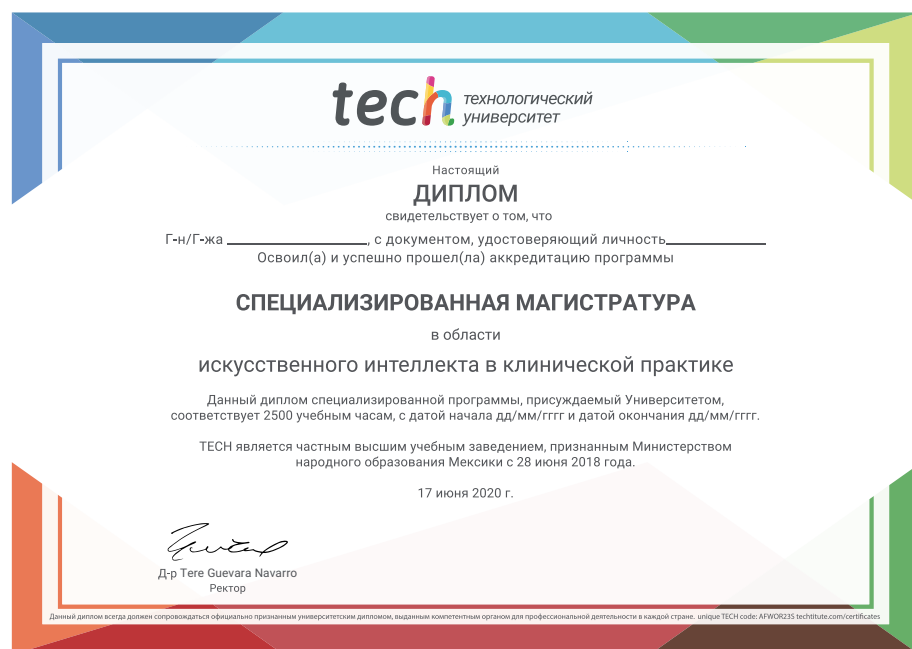 tech технологический университет
Настоящий
ДИПЛОМ
свидетельствует о том, что
Г-н/Г-жа ____________________, с документом, удостоверяющий личность______________
Освоил(а) и успешно прошел(ла) аккредитацию программы
СПЕЦИАЛИЗИРОВАННАЯ МАГИСТРАТУРА
в области
искусственного интеллекта в клинической практике
Данный диплом специализированной программы, присуждаемый Университетом,
соответствует 2500 учебным часам, с датой начала дд/мм/гггг и датой окончания дд/мм/гггг.
TECH является частным высшим учебным заведением, признанным Министерством
народного образования Мексики с 28 июня 2018 года.
17 июня 2020 г.
Д-р Tere Guevara Navarro
Ректор
Данный диплом всегда должен сопровождаться официально признанным университетским дипломом, выданным компетентным органом для профессиональной деятельности в каждой стране. unique TECH code: AFWOR23S techtitute.com/certificates